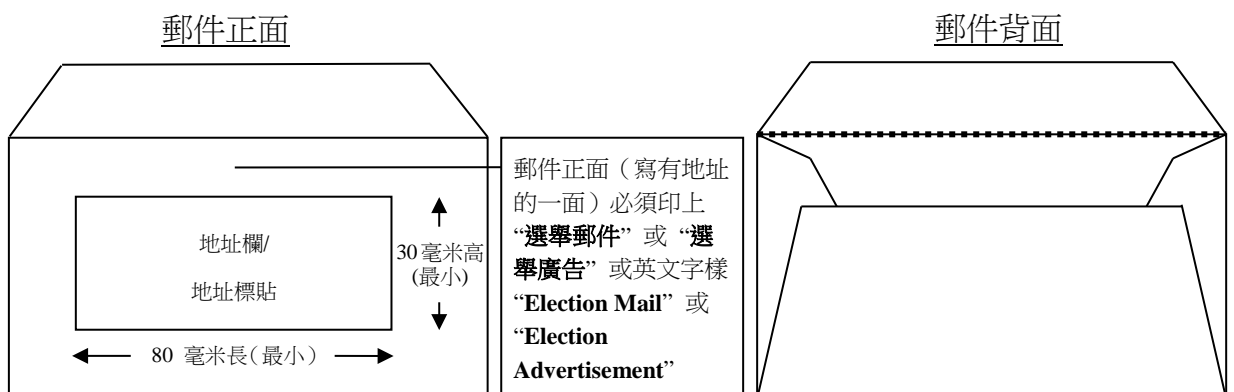 郵件正面
郵件背面
郵件正面（寫有地址
的一面）必須印上
“選舉郵件” 或 “選
舉廣告” 或英文字樣
“Election Mail” 或
“Election
Advertisement”
地址欄/
地址標貼
30 毫米高
(最小)
80 毫米長（最小）